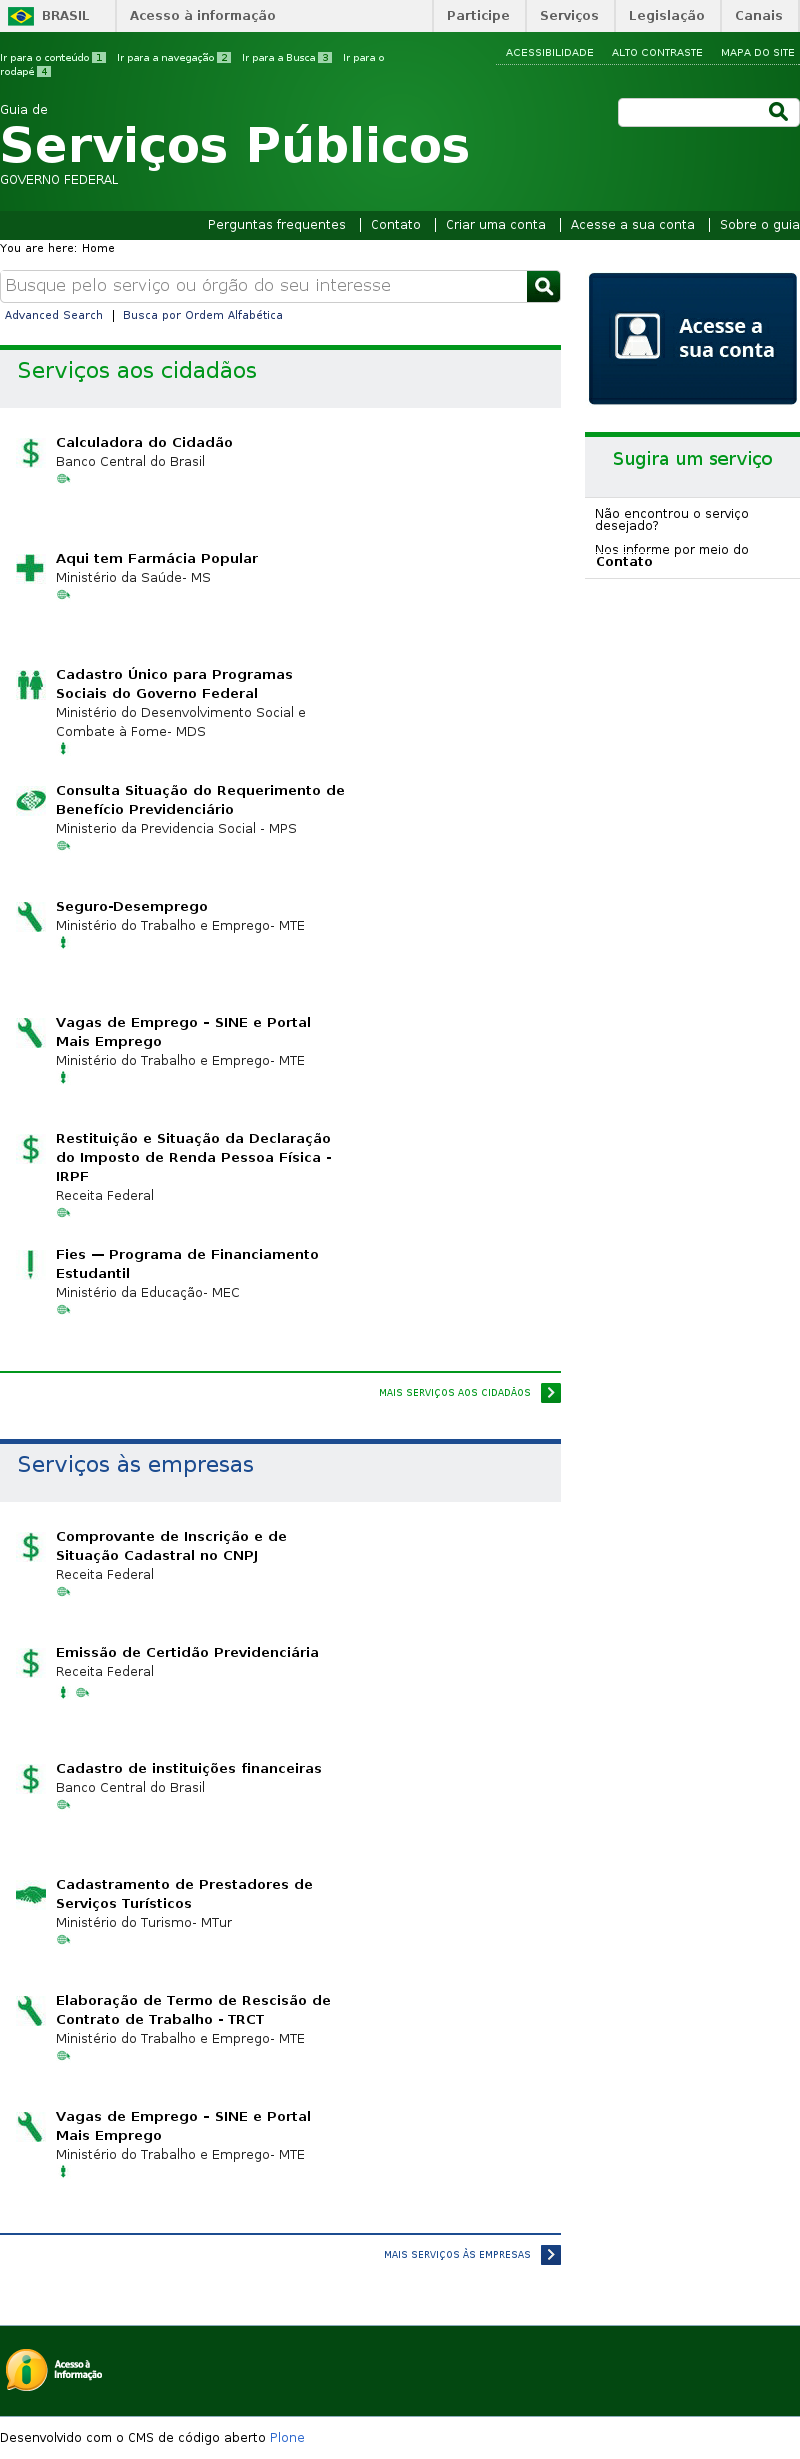 BRASIL
Acesso à informação
Participe
Serviços
Legislação
Canais
Ir para o conteúdo 1 Ir para a navegação 2 Ir para a Busca 3 Ir para o
rodapé 4
ACESSIBILIDADE
ALTO CONTRASTE
MAPA DO SITE
Guia de
Serviços Públicos
GOVERNO FEDERAL
Perguntas frequentes
Contato
Criar uma conta
Acesse a sua conta
Sobre o guia
You are here: Home
Busque pelo serviço ou órgão do seu interesse
Advanced Search
Busca por Ordem Alfabética
Serviços aos cidadãos
Calculadora do Cidadão
Banco Central do Brasil
Aqui tem Farmácia Popular
Ministério da Saúde- MS
Cadastro Único para Programas
Sociais do Governo Federal
Ministério do Desenvolvimento Social e
Combate à Fome- MDS
Consulta Situação do Requerimento de
Benefício Previdenciário
Ministerio da Previdencia Social - MPS
Seguro-Desemprego
Ministério do Trabalho e Emprego- MTE
Vagas de Emprego – SINE e Portal
Mais Emprego
Ministério do Trabalho e Emprego- MTE
Restituição e Situação da Declaração
do Imposto de Renda Pessoa Física -
IRPF
Receita Federal
Fies — Programa de Financiamento
Estudantil
Ministério da Educação- MEC
MAIS SERVIÇOS AOS CIDADÃOS
Acesse a
sua conta
Sugira um serviço
Não encontrou o serviço
desejado?
Nos informe por meio do
Contato
Serviços às empresas
Comprovante de Inscrição e de
Situação Cadastral no CNPJ
Receita Federal
Emissão de Certidão Previdenciária
Receita Federal
Cadastro de instituições financeiras
Banco Central do Brasil
Cadastramento de Prestadores de
Serviços Turísticos
Ministério do Turismo- MTur
Elaboração de Termo de Rescisão de
Contrato de Trabalho - TRCT
Ministério do Trabalho e Emprego- MTE
Vagas de Emprego – SINE e Portal
Mais Emprego
Ministério do Trabalho e Emprego- MTE
MAIS SERVIÇOS ÀS EMPRESAS
Acesso à
Informação
Desenvolvido com o CMS de código aberto Plone